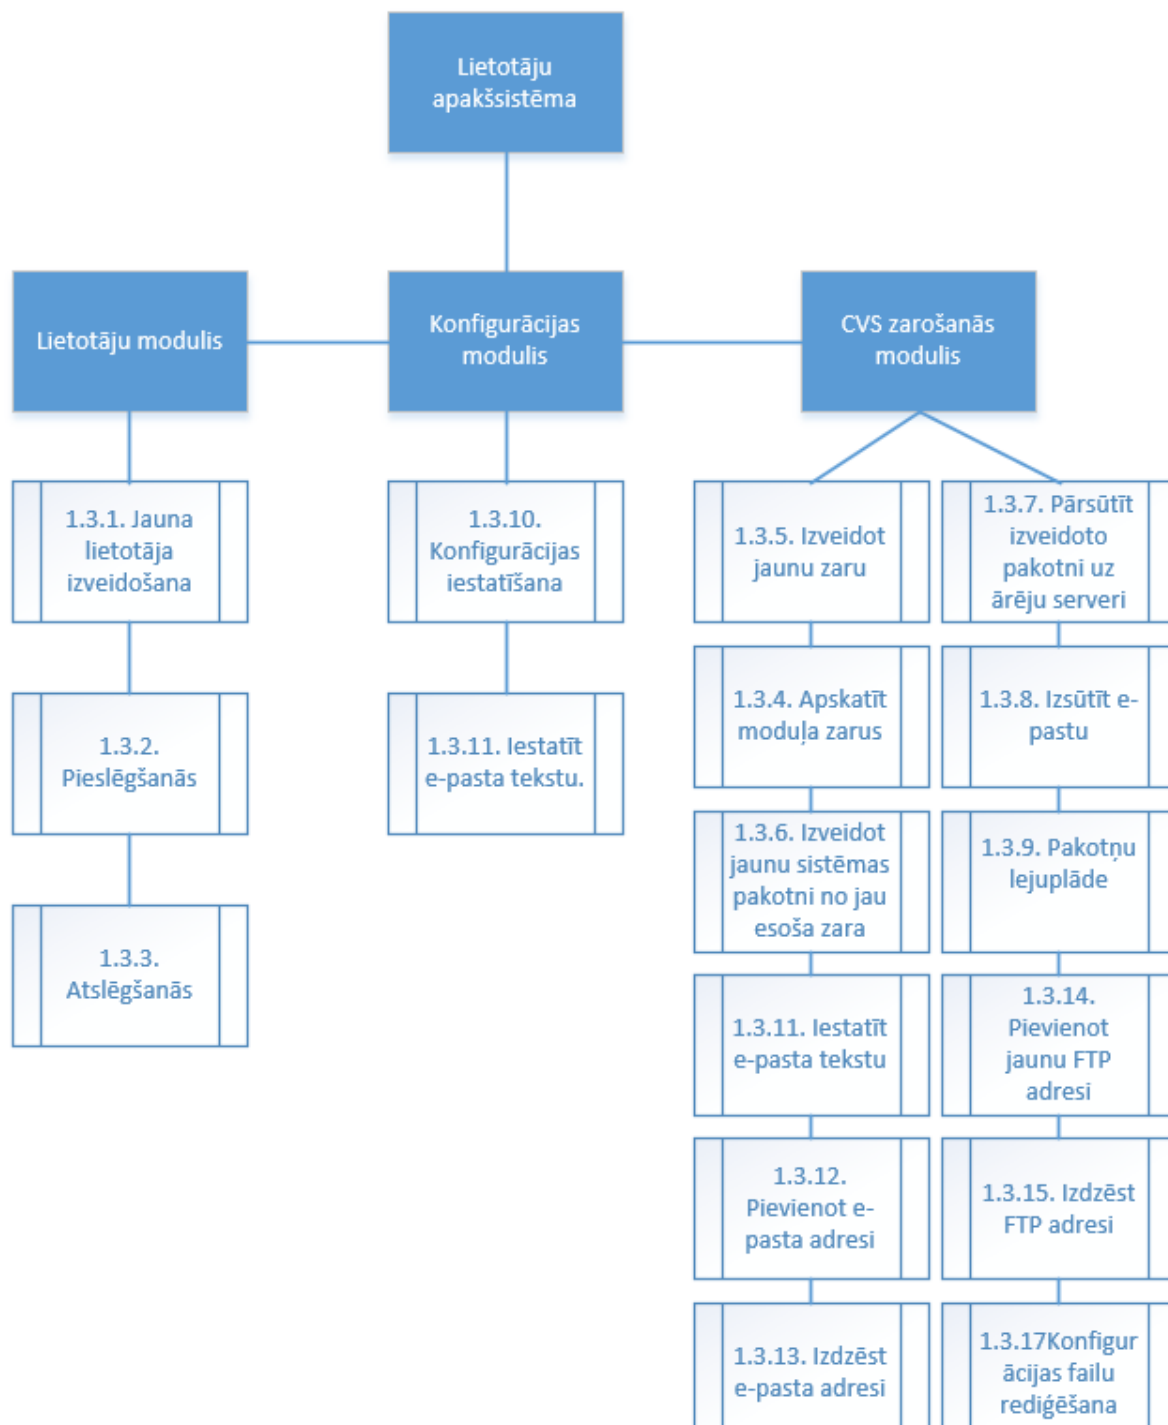 Lietotāju
apakšsistēma
Lietotāju modulis
Konfigurācijas
modulis
CVS zarošanās
modulis
1.3.1. Jauna
lietotāja
izveidošana
1.3.2.
Pieslēgšanās
1.3.3.
Atslēgšanās
1.3.10.
Konfigurācijas
iestatīšana
1.3.11. Iestatīt
e-pasta tekstu.
1.3.5. Izveidot
jaunu zaru
1.3.4. Apskatīt
moduļa zarus
1.3.6. Izveidot
jaunu sistēmas
pakotni no jau
esoša zara
1.3.11. Iestatīt
e-pasta tekstu
1.3.12.
Pievienot e-
pasta adresi
1.3.13. Izdzēst
e-pasta adresi
1.3.7. Pārsūtīt
izveidoto
pakotni uz
ārēju serveri
1.3.8. Izsūtīt e-
pastu
1.3.9. Pakotņu
lejuplāde
1.3.14.
Pievienot
jaunu FTP
adresi
1.3.15. Izdzēst
FTP adresi
1.3.17Konfigur
ācijas failu
rediģēšana